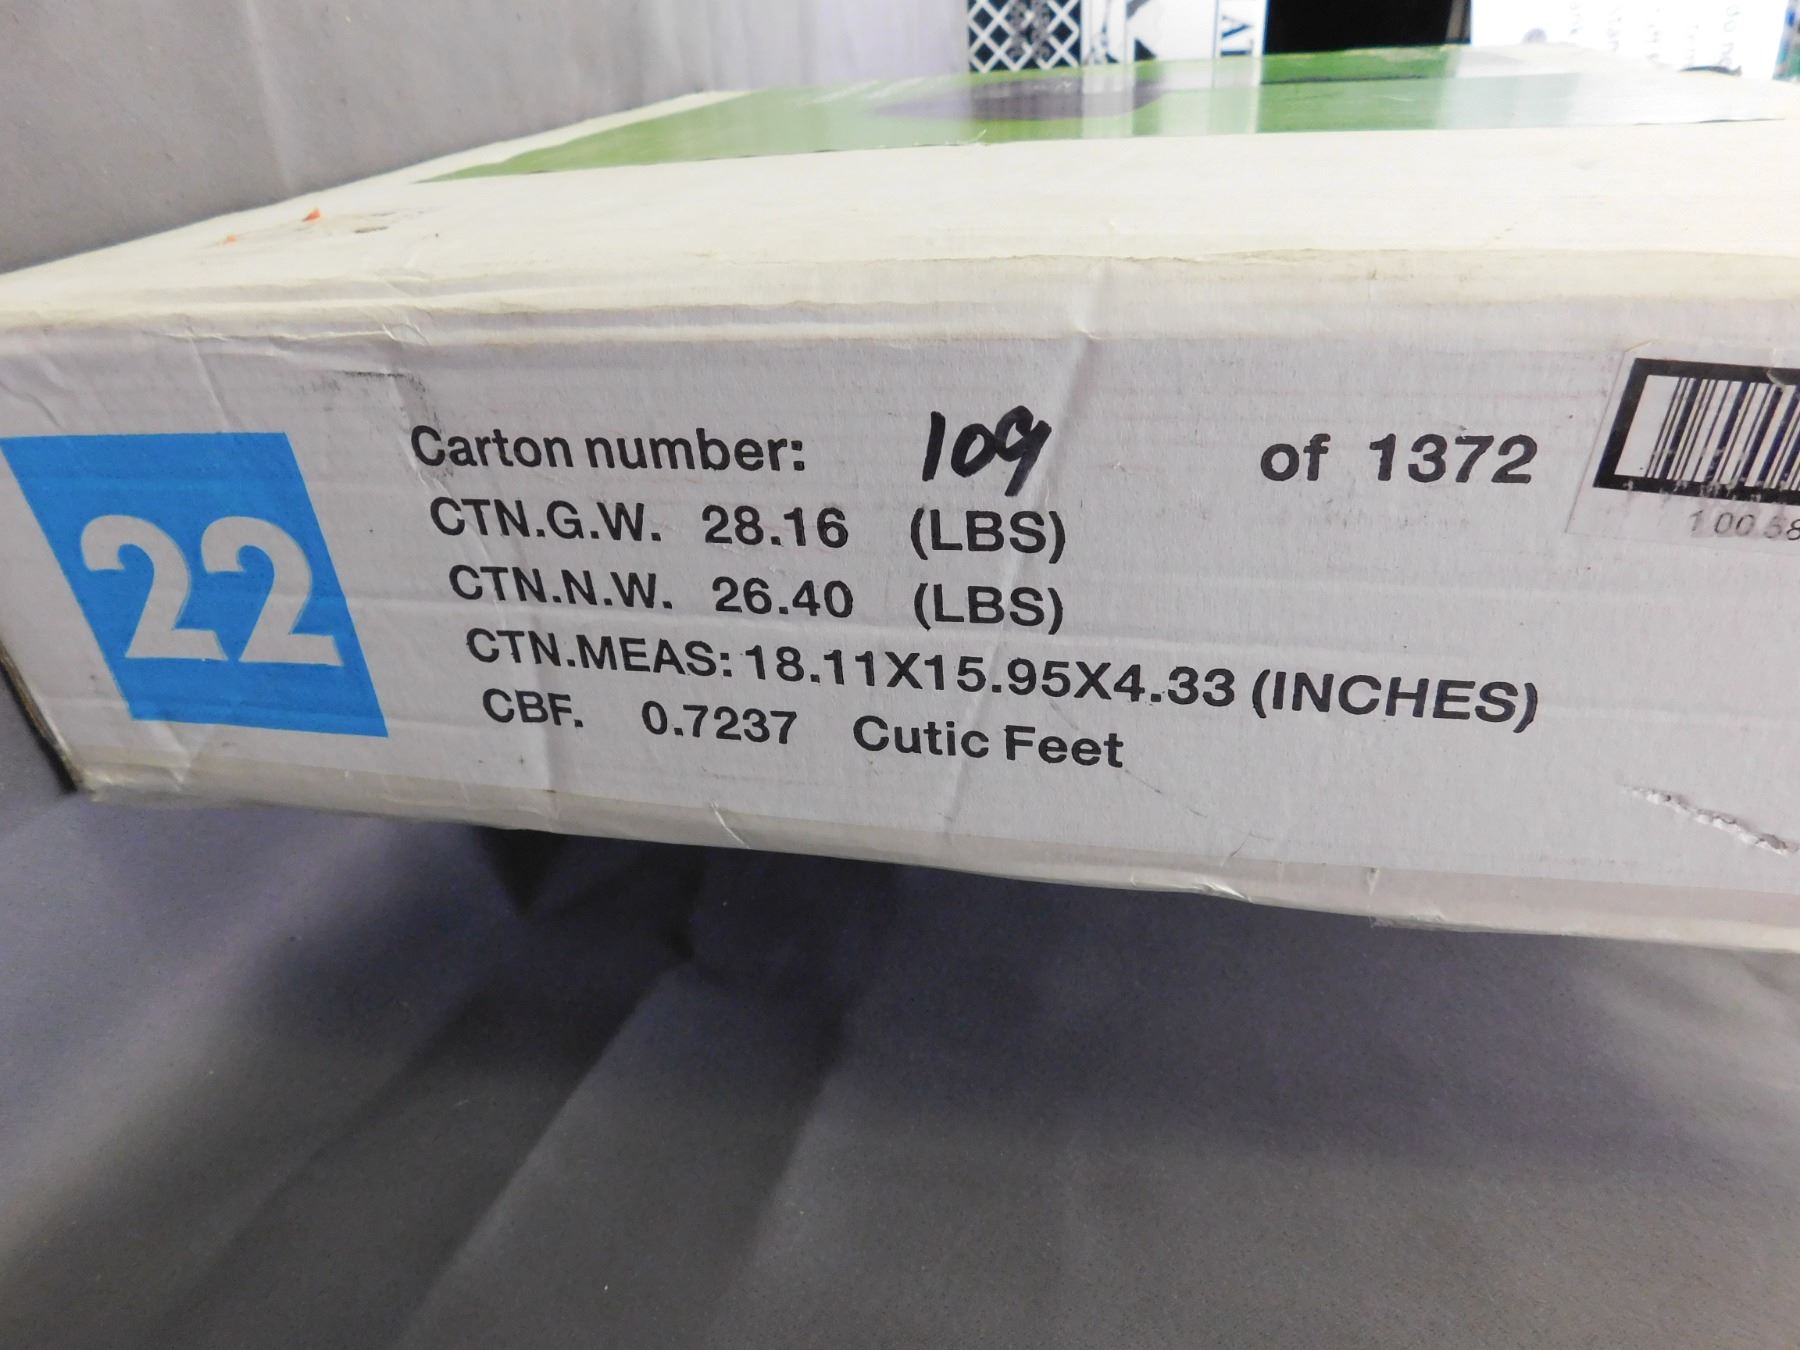 22
Carton number: 109 of 1372
CTN.G.W. 28.16 (LBS)
CTN.N.W. 26.40 (LBS)
CTN.MEAS: 18.11X15.95X4.33 (INCHES)
CBF. 0.7237 Cutic Feet